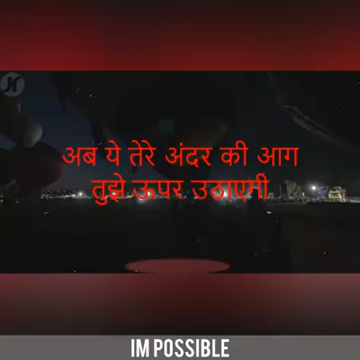 अब ये तेरे अंदर की आग
तुझे ऊपर उठाएगी
IM POSSIBLE